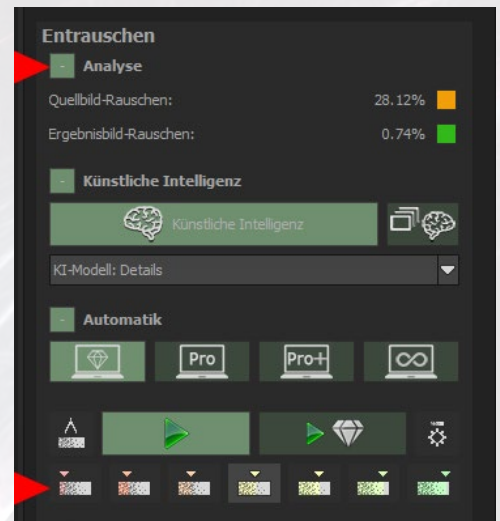 Entrauschen
- Analyse
Quellbild-Rauschen: 28.12%
Ergebnisbild-Rauschen: 0.74%
- Künstliche Intelligenz
Künstliche Intelligenz
KI-Modell: Details
- Automatik
Pro Pro+ ∞